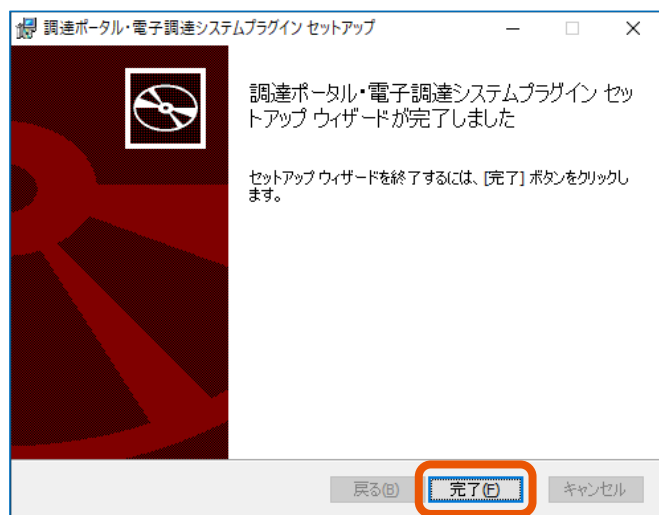 調達ポータル・電子調達システムプラグイン セットアップ
調達ポータル・電子調達システムプラグイン セッ
トアップ ウィザードが完了しました
セットアップ ウィザードを終了するには、[完了] ボタンをクリックし
ます。
戻る(B) 完了(F) キャンセル